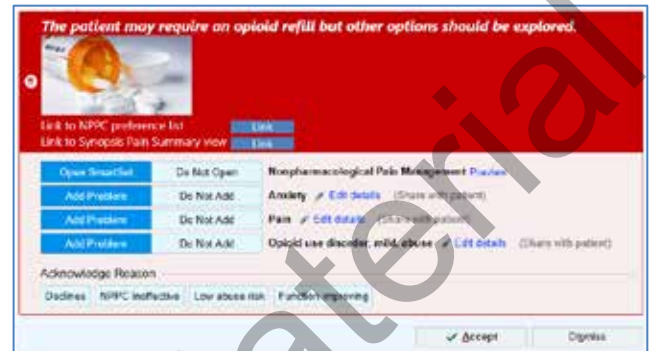 The patient may require an opioid refill but other options should be explored.
Link to NPPC preference list Link
Link to Synopsis Pain Summary view Link
Open SmartSet Do Not Open Nonpharmacological Pain Management Preview
Add Problem Do Not Add Anxiety Edit details (Share with patient)
Add Problem Do Not Add Pain Edit details (Share with patient)
Add Problem Do Not Add Opioid use disorder, mild, abuse Edit details (Share with patient)
Acknowledge Reason
Declines NPPC ineffective Low abuse risk Function improving
Accept Dismiss